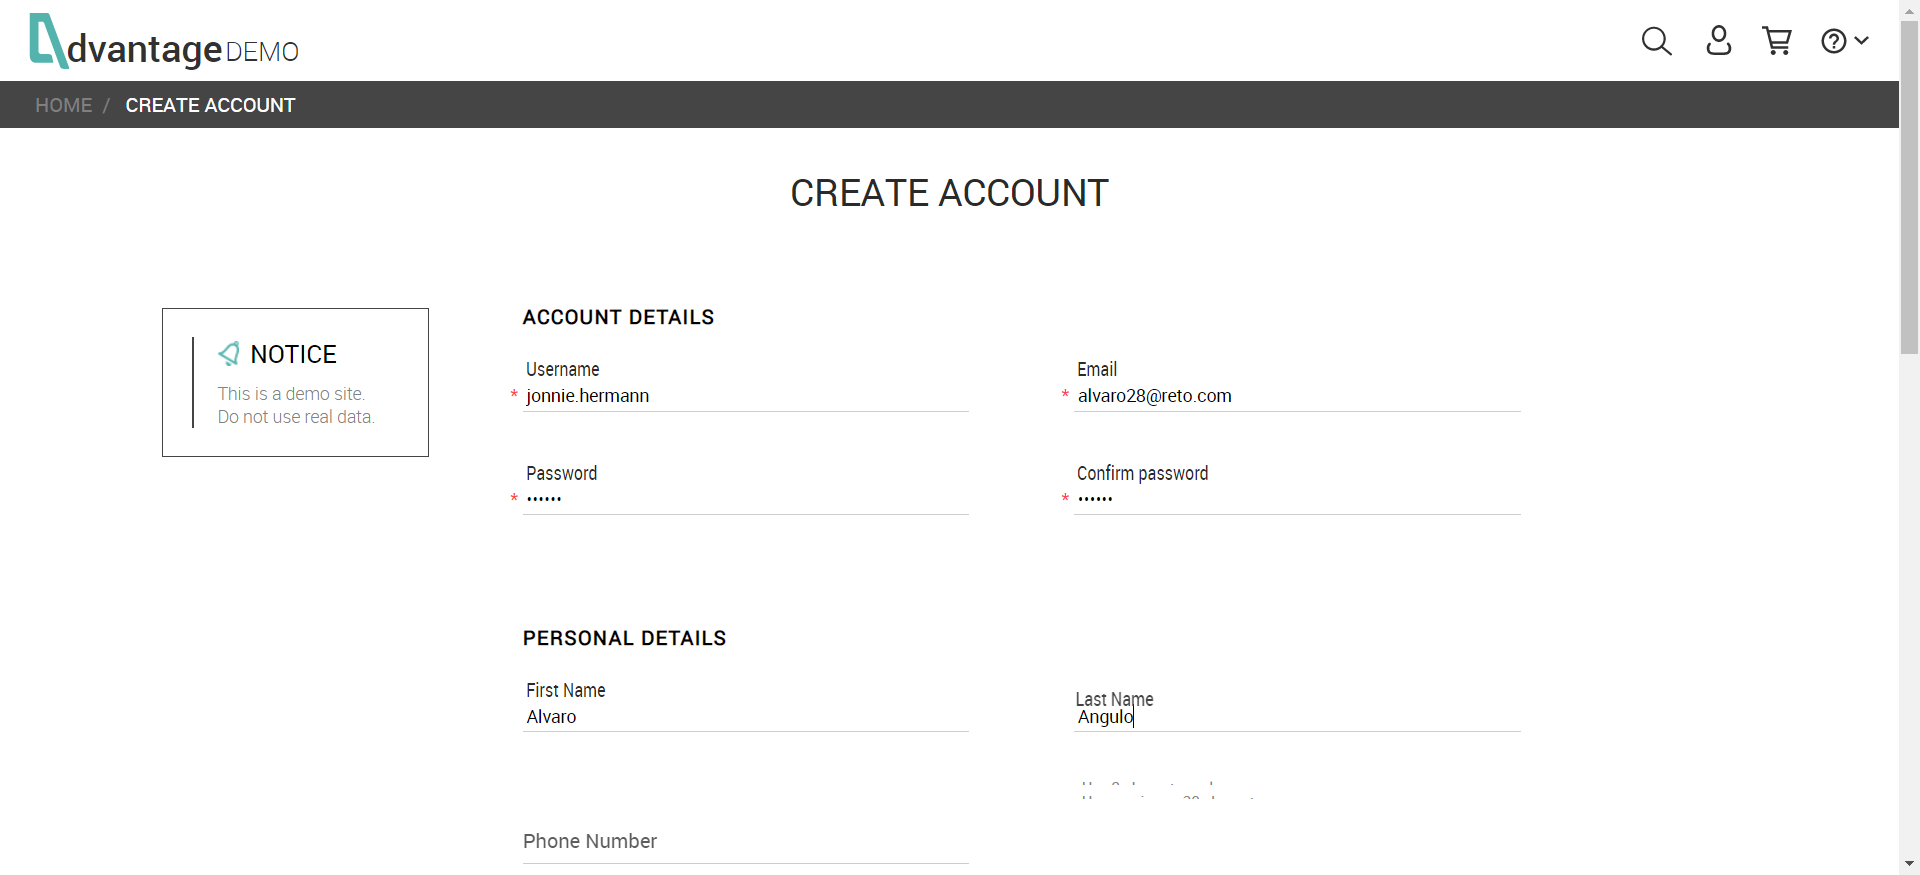 dvantage DEMO
HOME / CREATE ACCOUNT
CREATE ACCOUNT
NOTICE
This is a demo site.
Do not use real data.
ACCOUNT DETAILS
Username
* jonnie.hermann
Email
* alvaro28@reto.com
Password
* ••••••
Confirm password
* ••••••
PERSONAL DETAILS
First Name
Alvaro
Last Name
Angulo
Phone Number